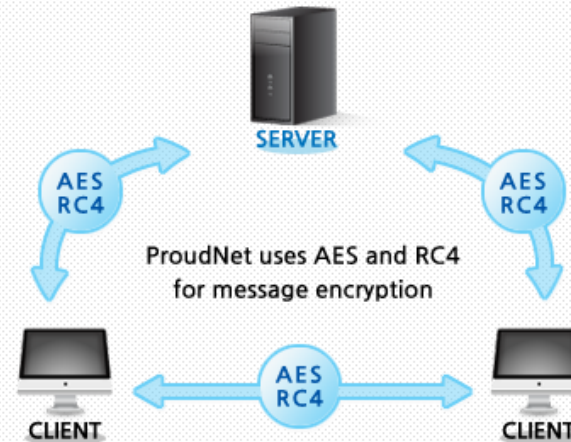 SERVER
AES
RC4
AES
RC4
ProudNet uses AES and RC4
for message encryption
AES
RC4
CLIENT
CLIENT